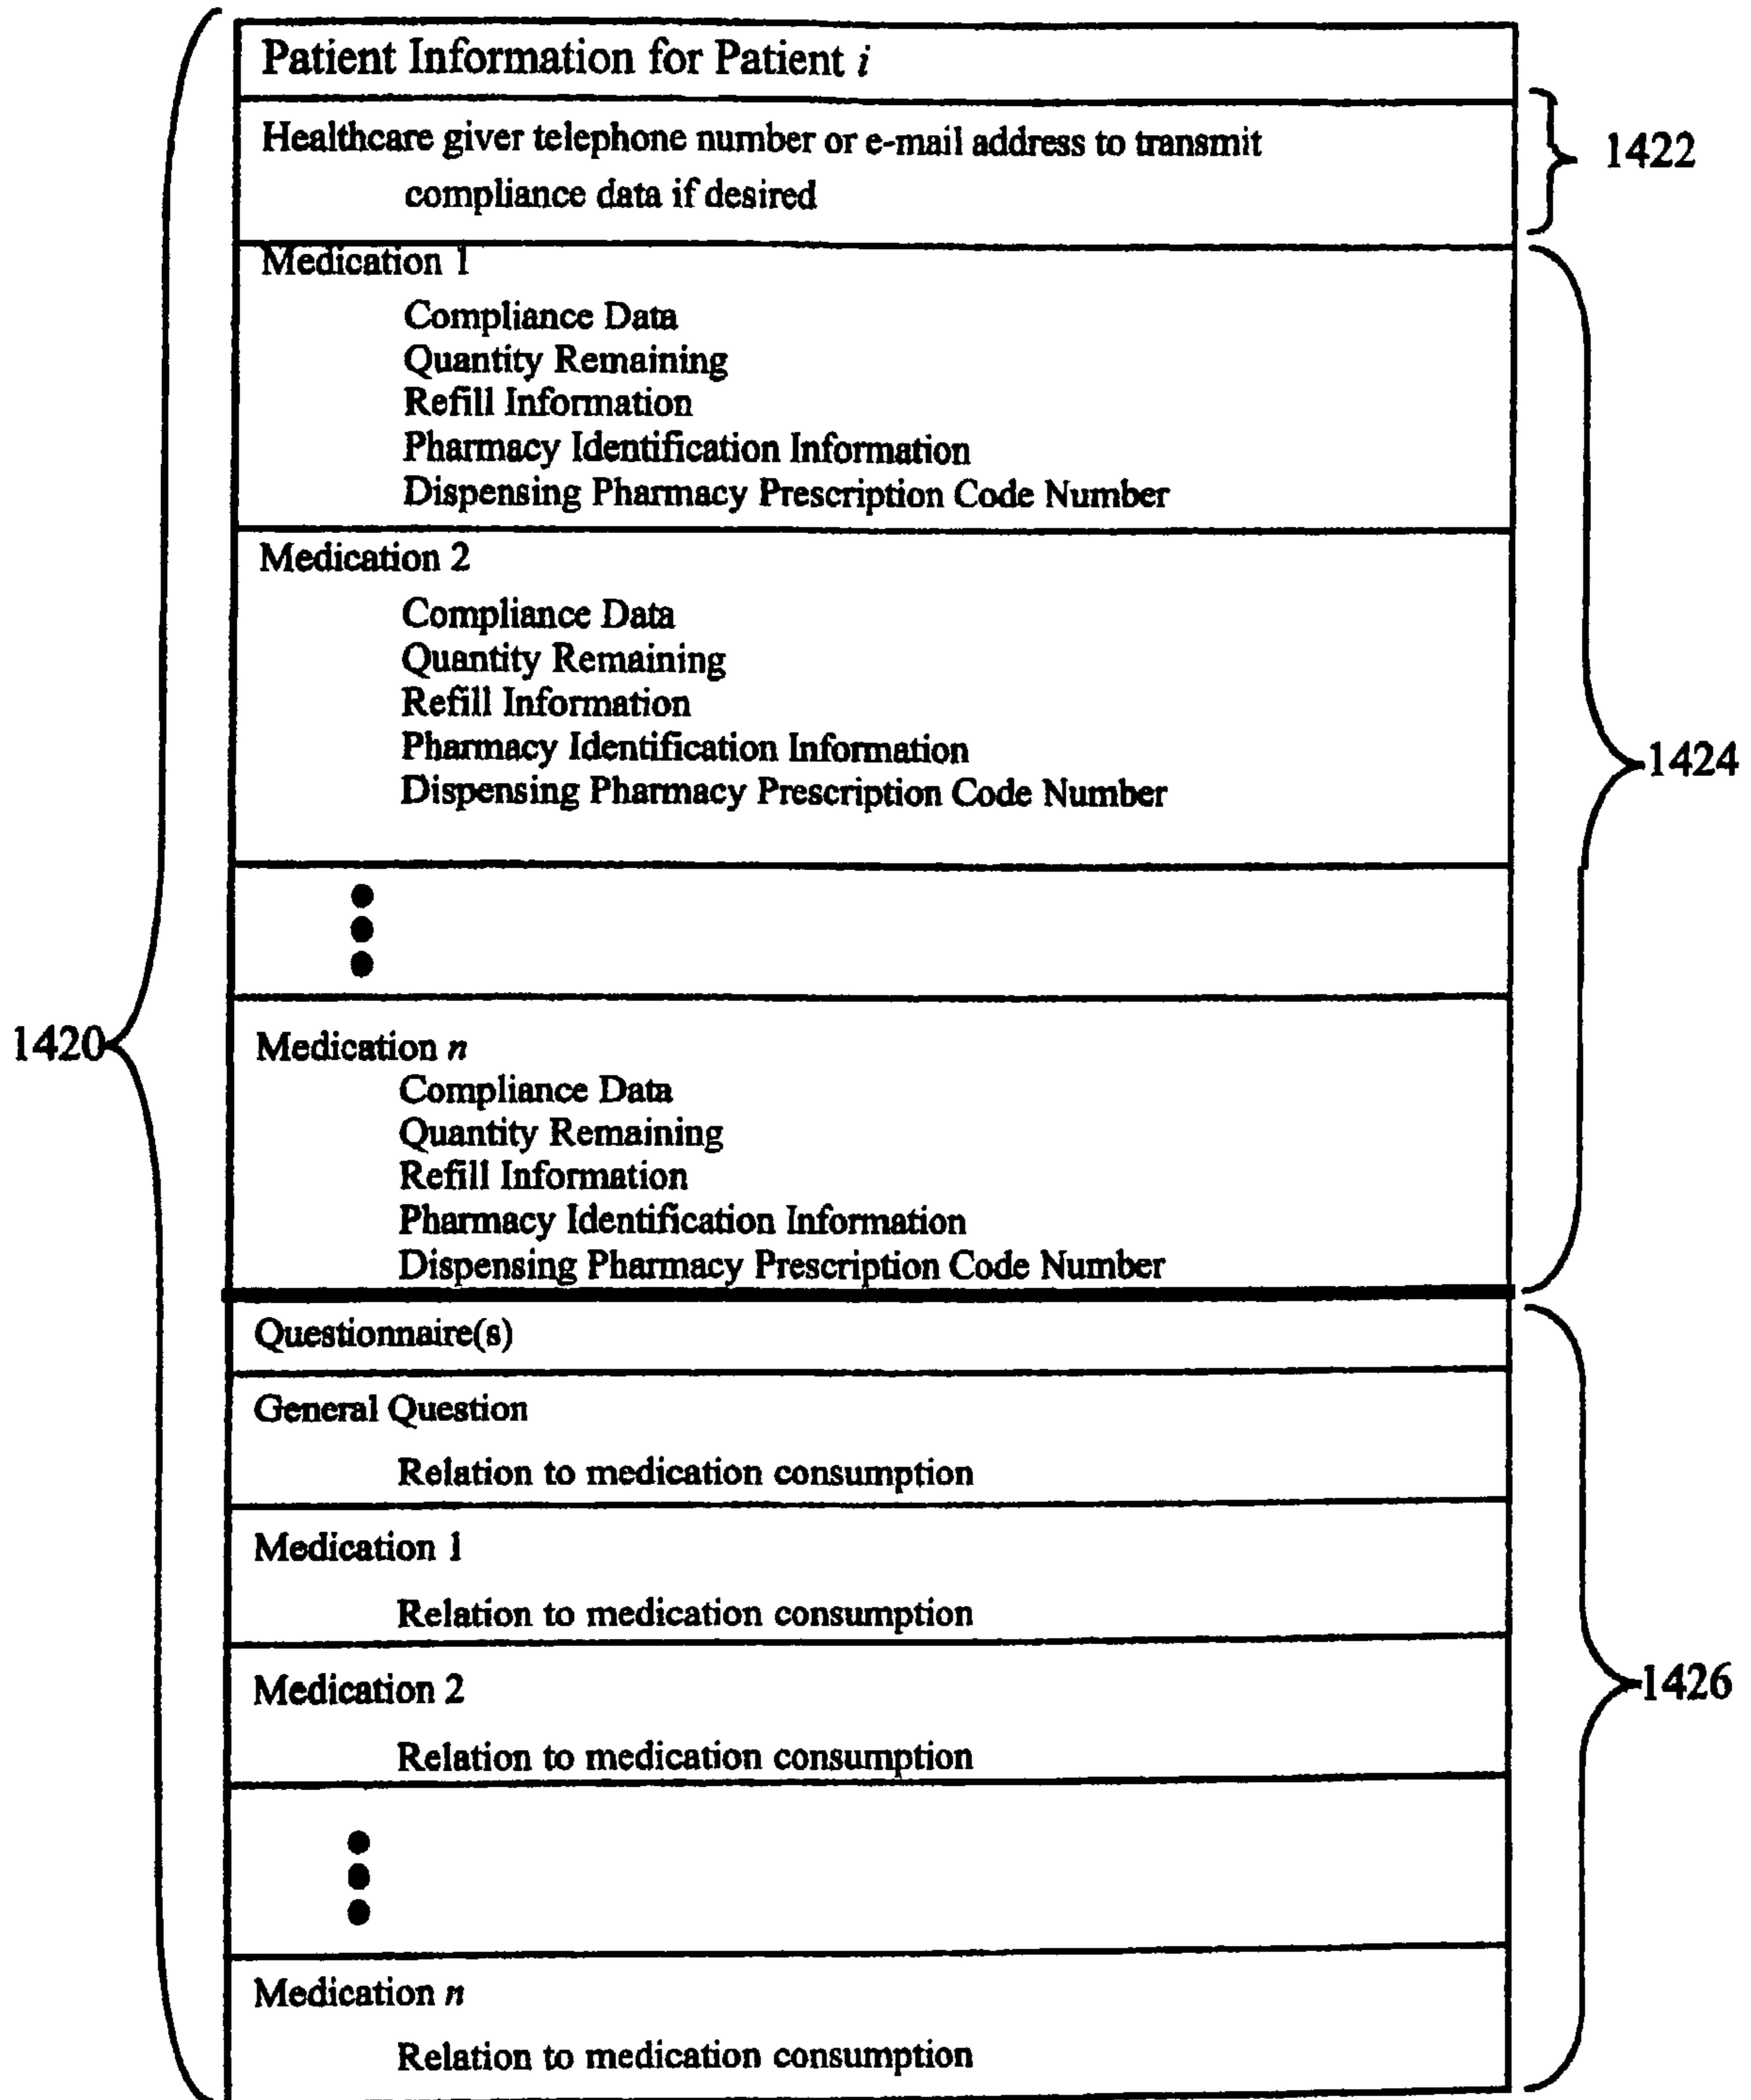 Patient Information for Patient i
Healthcare giver telephone number or e-mail address to transmit
compliance data if desired
1422
Medication 1
Compliance Data
Quantity Remaining
Refill Information
Pharmacy Identification Information
Dispensing Pharmacy Prescription Code Number
Medication 2
Compliance Data
Quantity Remaining
Refill Information
Pharmacy Identification Information
Dispensing Pharmacy Prescription Code Number
1424
1420
Medication n
Compliance Data
Quantity Remaining
Refill Information
Pharmacy Identification Information
Dispensing Pharmacy Prescription Code Number
Questionnaire(s)
General Question
Relation to medication consumption
Medication 1
Relation to medication consumption
Medication 2
Relation to medication consumption
1426
Medication n
Relation to medication consumption